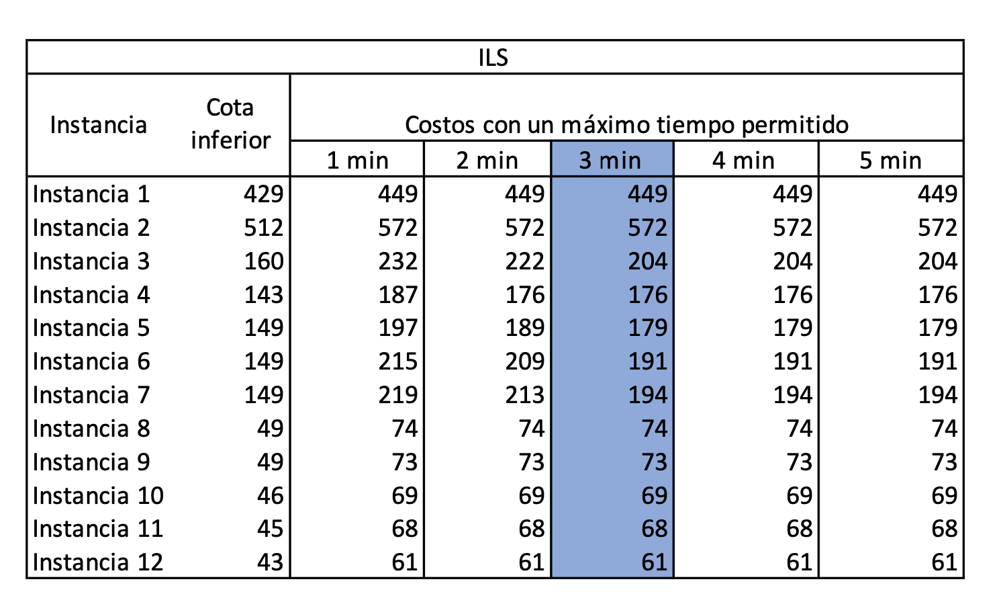 ILS
Instancia Cota inferior Costos con un máximo tiempo permitido
1 min 2 min 3 min 4 min 5 min
Instancia 1 429 449 449 449 449 449
Instancia 2 512 572 572 572 572 572
Instancia 3 160 232 222 204 204 204
Instancia 4 143 187 176 176 176 176
Instancia 5 149 197 189 179 179 179
Instancia 6 149 215 209 191 191 191
Instancia 7 149 219 213 194 194 194
Instancia 8 49 74 74 74 74 74
Instancia 9 49 73 73 73 73 73
Instancia 10 46 69 69 69 69 69
Instancia 11 45 68 68 68 68 68
Instancia 12 43 61 61 61 61 61